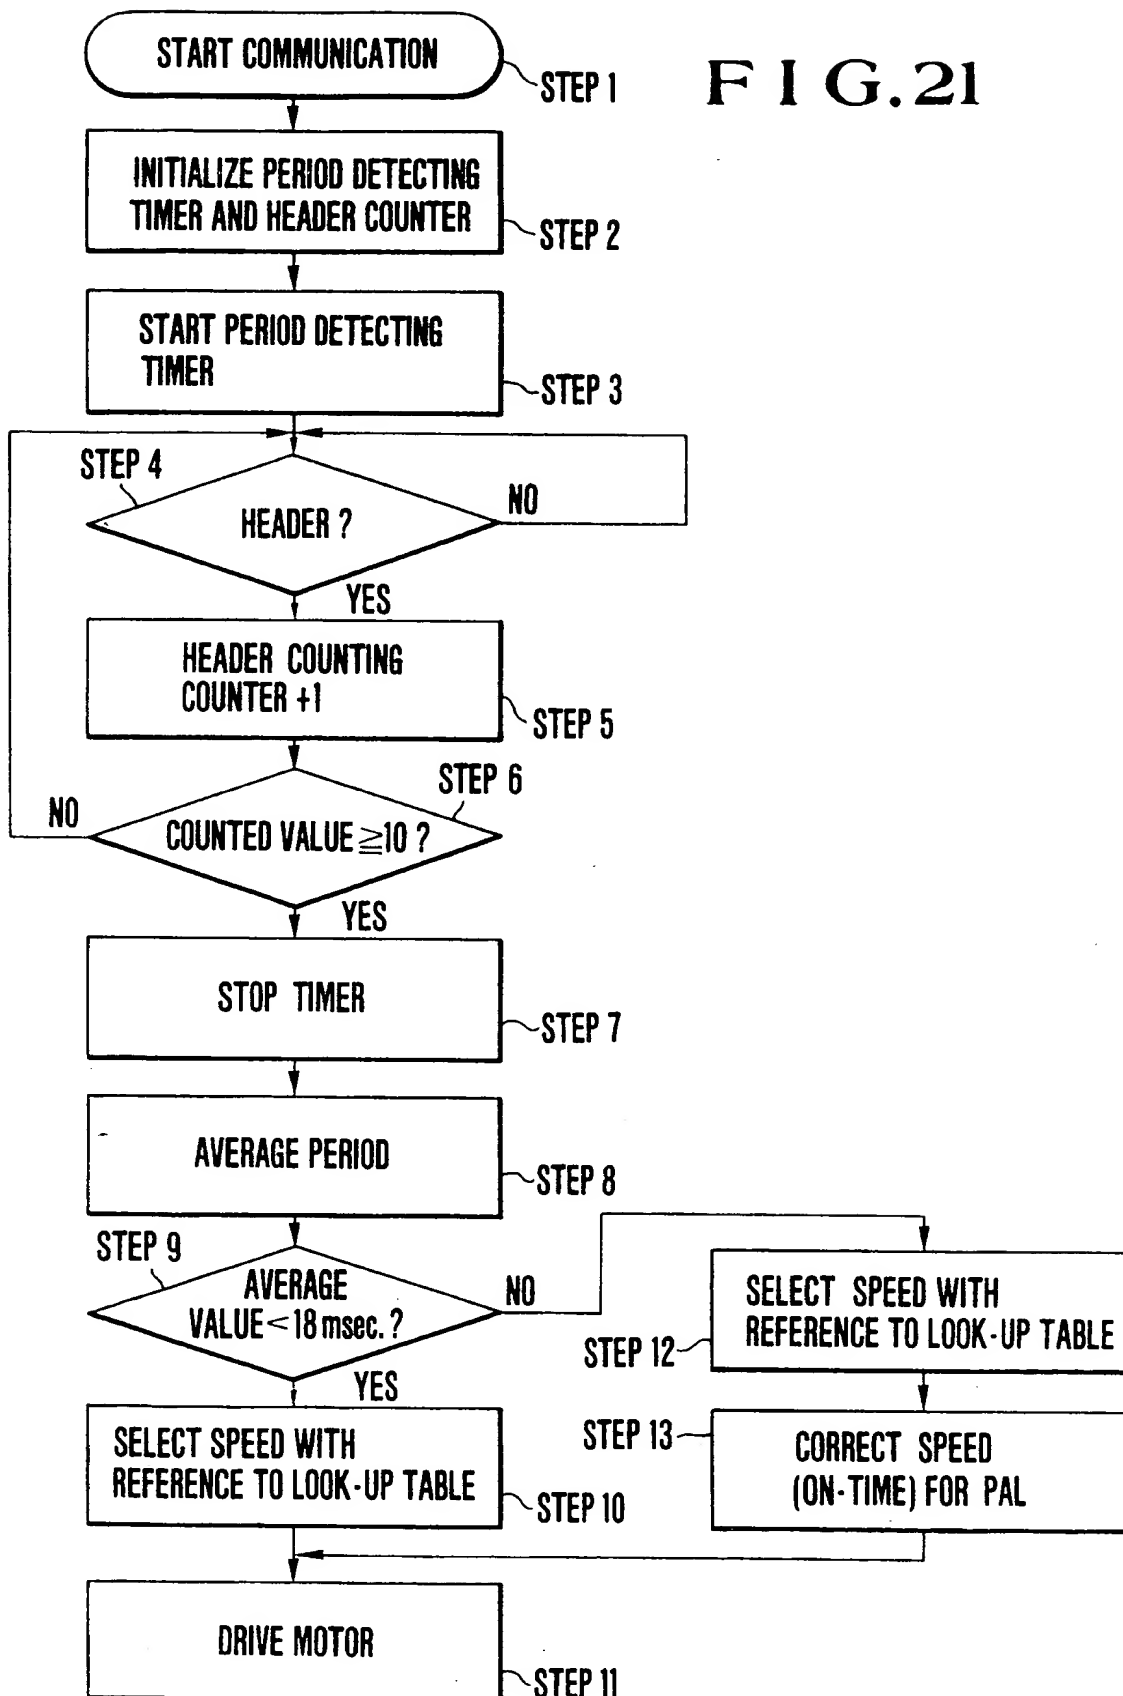 FIG.21
START COMMUNICATION
STEP 1
INITIALIZE PERIOD DETECTING
TIMER AND HEADER COUNTER
STEP 2
START PERIOD DETECTING
TIMER
STEP 3
STEP 4
HEADER ?
NO
YES
HEADER COUNTING
COUNTER +1
STEP 5
STEP 6
NO
COUNTED VALUE ≧10 ?
YES
STOP TIMER
STEP 7
AVERAGE PERIOD
STEP 8
STEP 9
AVERAGE
VALUE<18 msec. ?
NO
YES
SELECT SPEED WITH
REFERENCE TO LOOK-UP TABLE
STEP 12
CORRECT SPEED
(ON-TIME) FOR PAL
STEP 13
SELECT SPEED WITH
REFERENCE TO LOOK-UP TABLE
STEP 10
DRIVE MOTOR
STEP 11